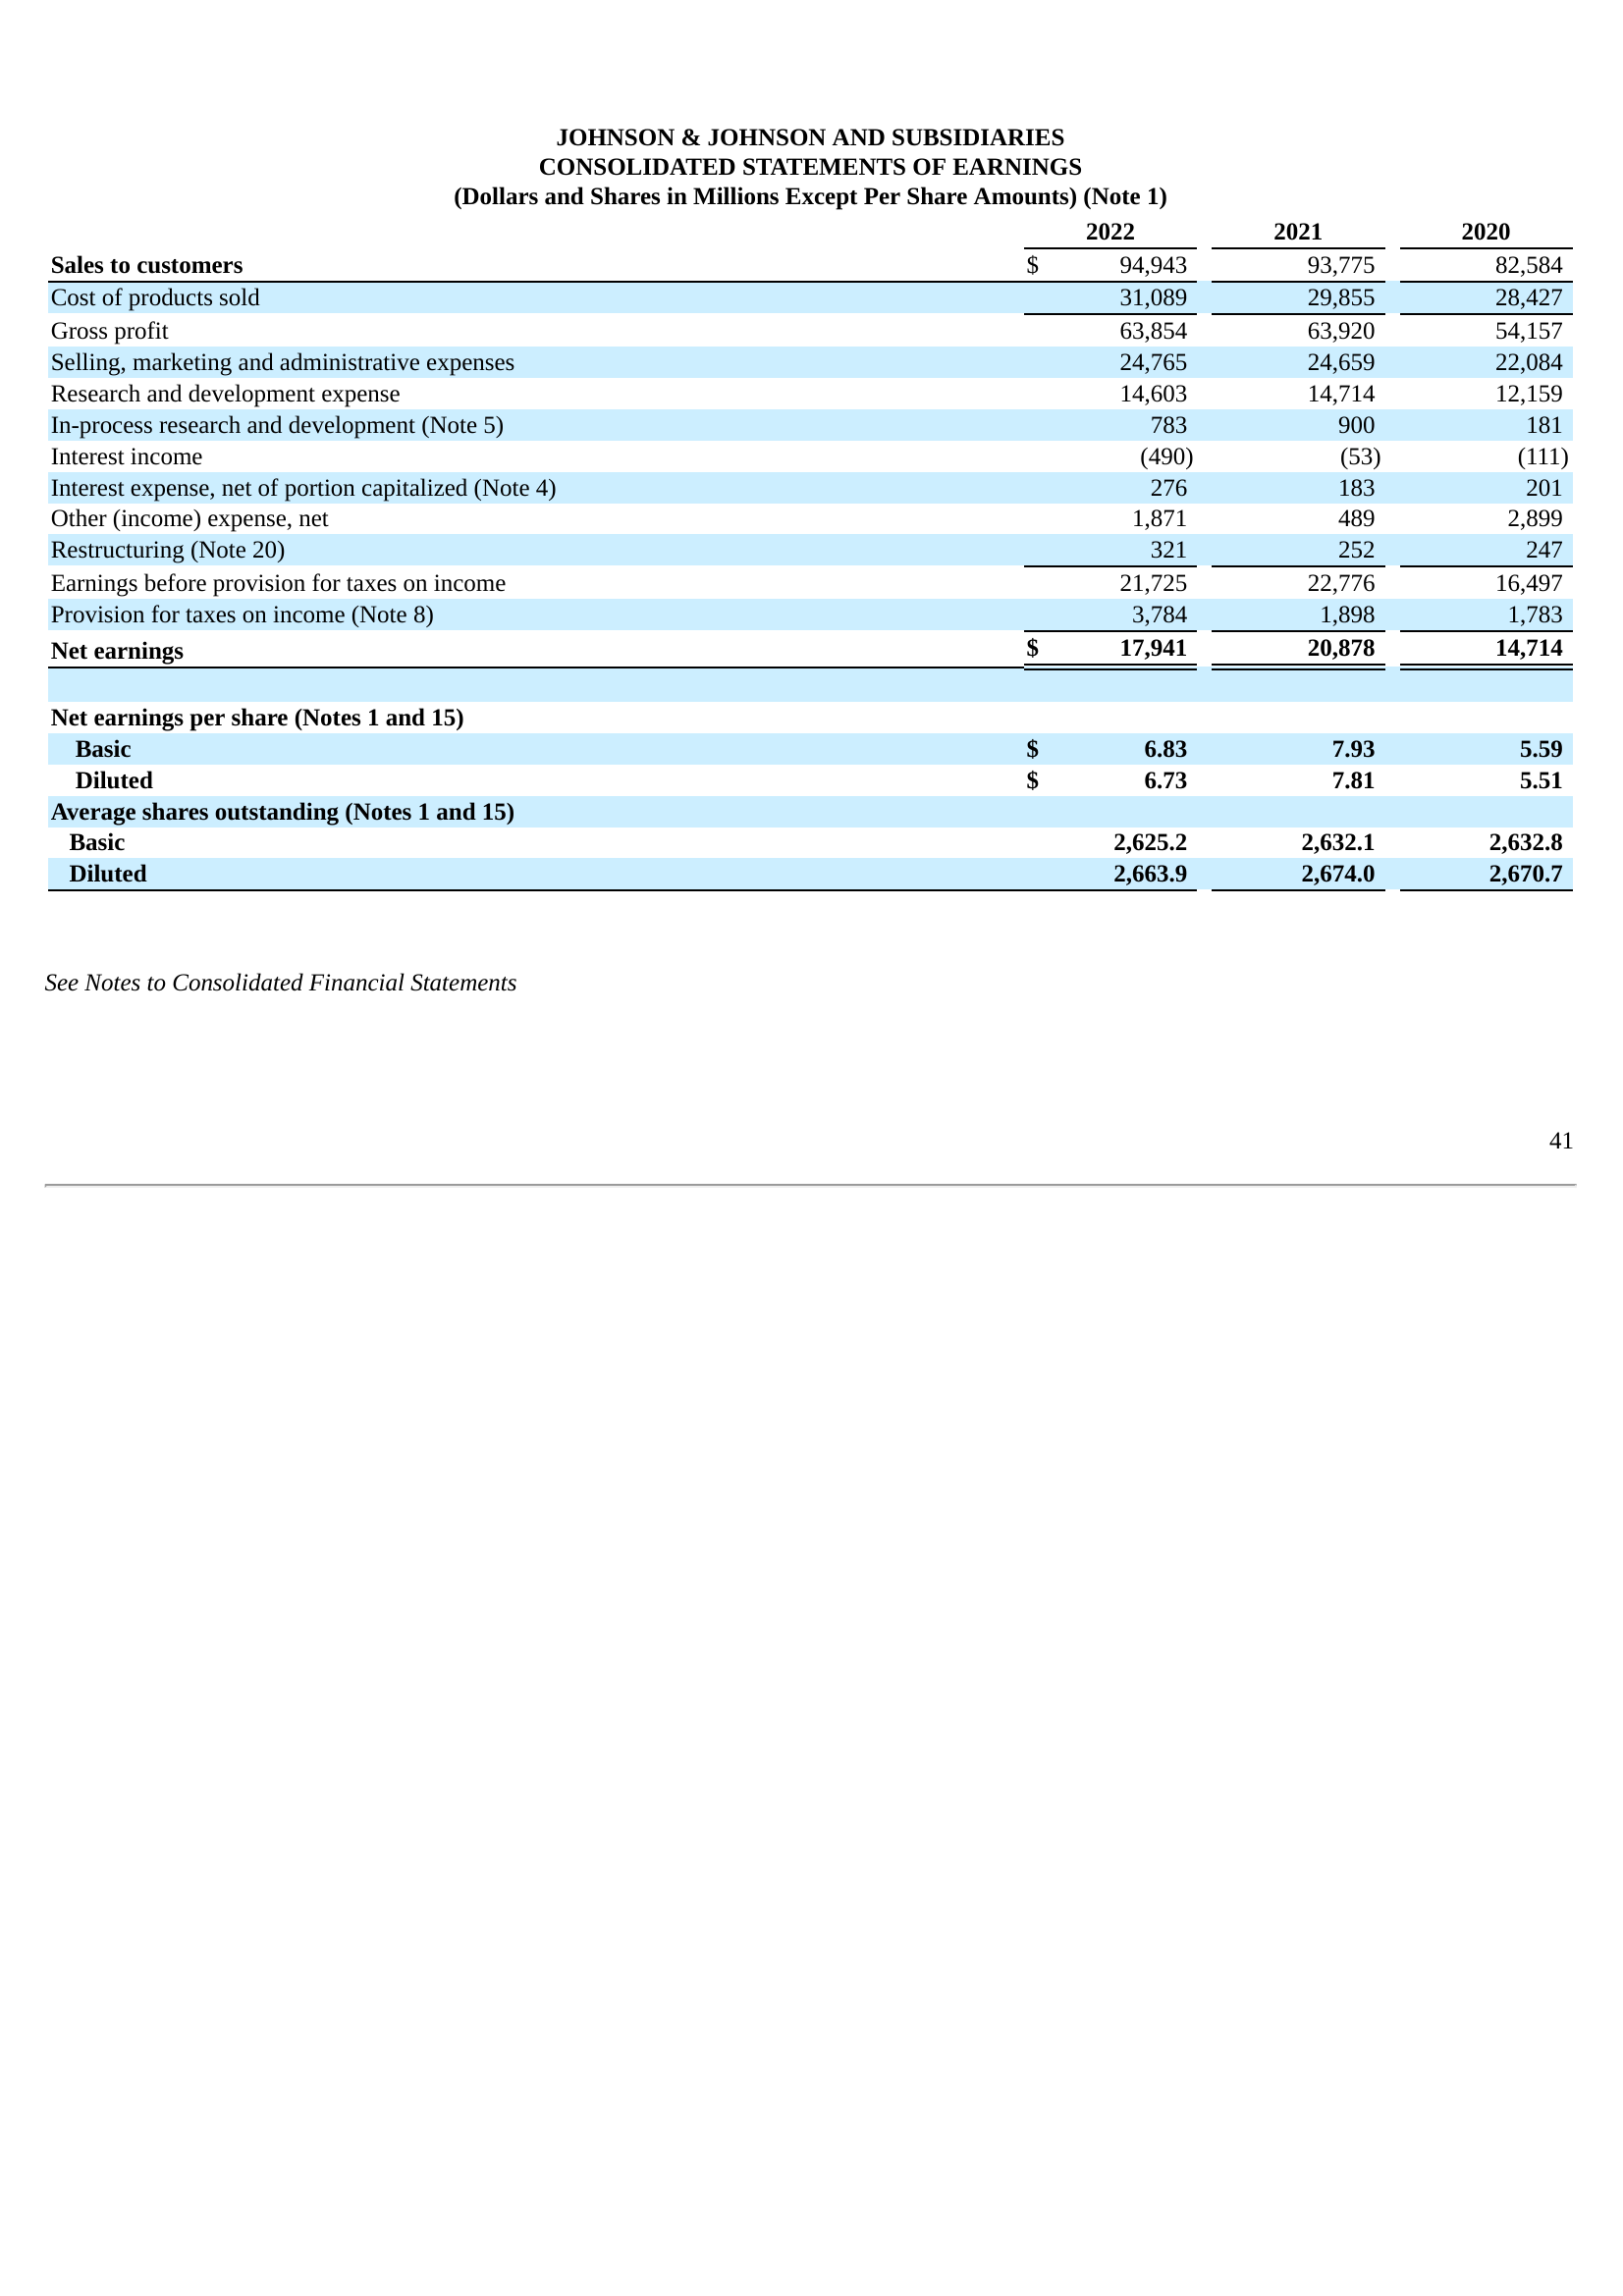 JOHNSON & JOHNSON AND SUBSIDIARIES
CONSOLIDATED STATEMENTS OF EARNINGS
(Dollars and Shares in Millions Except Per Share Amounts) (Note 1)
2022 2021 2020
Sales to customers $ 94,943 93,775 82,584
Cost of products sold 31,089 29,855 28,427
Gross profit 63,854 63,920 54,157
Selling, marketing and administrative expenses 24,765 24,659 22,084
Research and development expense 14,603 14,714 12,159
In-process research and development (Note 5) 783 900 181
Interest income (490) (53) (111)
Interest expense, net of portion capitalized (Note 4) 276 183 201
Other (income) expense, net 1,871 489 2,899
Restructuring (Note 20) 321 252 247
Earnings before provision for taxes on income 21,725 22,776 16,497
Provision for taxes on income (Note 8) 3,784 1,898 1,783
Net earnings $ 17,941 20,878 14,714
Net earnings per share (Notes 1 and 15)
Basic $ 6.83 7.93 5.59
Diluted $ 6.73 7.81 5.51
Average shares outstanding (Notes 1 and 15)
Basic 2,625.2 2,632.1 2,632.8
Diluted 2,663.9 2,674.0 2,670.7
See Notes to Consolidated Financial Statements
41